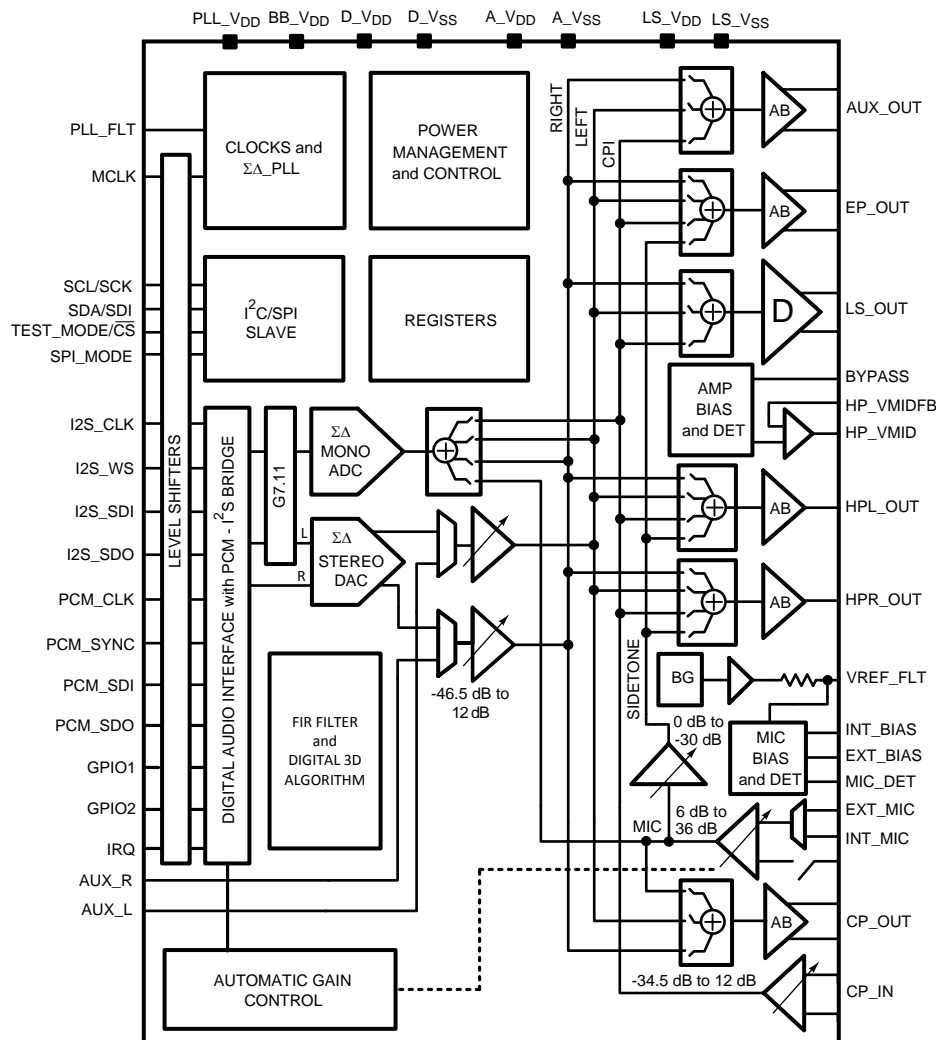 PLL_VDD BB_VDD D_VDD D_VSS A_VDD A_VSS LS_VDD LS_VSS
PLL_FLT
MCLK
SCL/SCK
SDA/SDI
TEST_MODE/CS
SPI_MODE
I2S_CLK
I2S_WS
I2S_SDI
I2S_SDO
PCM_CLK
PCM_SYNC
PCM_SDI
PCM_SDO
GPIO1
GPIO2
IRQ
AUX_R
AUX_L
LEVEL SHIFTERS
DIGITAL AUDIO INTERFACE with PCM - I2S BRIDGE
CLOCKS and
ΣΔ_PLL
POWER
MANAGEMENT
and CONTROL
I2C/SPI
SLAVE
REGISTERS
G7.11
ΣΔ
MONO
ADC
L
R
ΣΔ
STEREO
DAC
-46.5 dB to
12 dB
FIR FILTER
and
DIGITAL 3D
ALGORITHM
AUTOMATIC GAIN
CONTROL
RIGHT
LEFT
CPI
SIDETONE
AB
AUX_OUT
AB
EP_OUT
D
LS_OUT
AMP
BIAS
and DET
BYPASS
HP_VMIDFB
HP_VMID
AB
HPL_OUT
AB
HPR_OUT
BG
VREF_FLT
0 dB to
-30 dB
MIC
BIAS
and DET
INT_BIAS
EXT_BIAS
MIC_DET
6 dB to
36 dB
MIC
EXT_MIC
INT_MIC
AB
CP_OUT
-34.5 dB to 12 dB
CP_IN